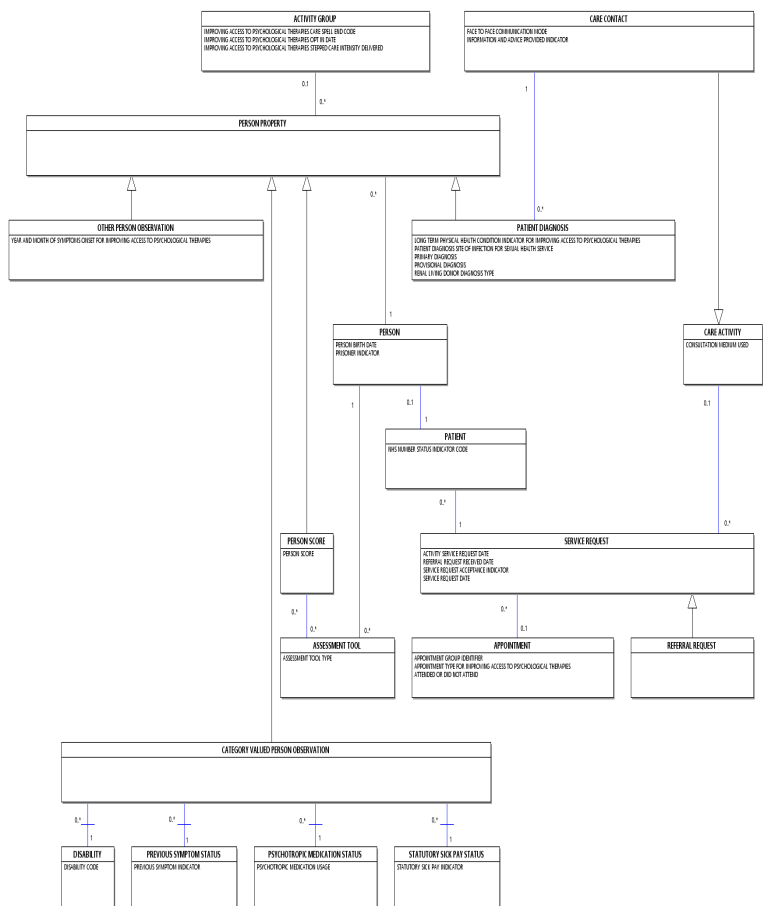 ACTIVITY GROUP
IMPROVING ACCESS TO PSYCHOLOGICAL THERAPIES CARE SPELL END CODE
IMPROVING ACCESS TO PSYCHOLOGICAL THERAPIES OPT IN DATE
IMPROVING ACCESS TO PSYCHOLOGICAL THERAPIES STEPPED CARE INTENSITY DELIVERED
CARE CONTACT
FACE TO FACE COMMUNICATION MODE
INFORMATION AND ADVICE PROVIDED INDICATOR
0..1
0..*
1
PERSON PROPERTY
0..*
0..*
OTHER PERSON OBSERVATION
YEAR AND MONTH OF SYMPTOMS ONSET FOR IMPROVING ACCESS TO PSYCHOLOGICAL THERAPIES
PATIENT DIAGNOSIS
LONG TERM PHYSICAL HEALTH CONDITION INDICATOR FOR IMPROVING ACCESS TO PSYCHOLOGICAL THERAPIES
PATIENT DIAGNOSIS SITE OF INFECTION FOR SEXUAL HEALTH SERVICE
PRIMARY DIAGNOSIS
PROVISIONAL DIAGNOSIS
RENAL LIVING DONOR DIAGNOSIS TYPE
1
PERSON
PERSON BIRTH DATE
PRISONER INDICATOR
CARE ACTIVITY
CONSULTATION MEDIUM USED
1
0..1
1
0..1
PATIENT
NHS NUMBER STATUS INDICATOR CODE
0..*
1
0..*
PERSON SCORE
PERSON SCORE
SERVICE REQUEST
ACTIVITY SERVICE REQUEST DATE
REFERRAL REQUEST RECEIVED DATE
SERVICE REQUEST ACCEPTANCE INDICATOR
SERVICE REQUEST DATE
0..*
0..*
0..*
0..*
0..1
ASSESSMENT TOOL
ASSESSMENT TOOL TYPE
APPOINTMENT
APPOINTMENT GROUP IDENTIFIER
APPOINTMENT TYPE FOR IMPROVING ACCESS TO PSYCHOLOGICAL THERAPIES
ATTENDED OR DID NOT ATTEND
REFERRAL REQUEST
CATEGORY VALUED PERSON OBSERVATION
0..*
1
0..*
1
0..*
1
0..*
1
DISABILITY
DISABILITY CODE
PREVIOUS SYMPTOM STATUS
PREVIOUS SYMPTOM INDICATOR
PSYCHOTROPIC MEDICATION STATUS
PSYCHOTROPIC MEDICATION USAGE
STATUTORY SICK PAY STATUS
STATUTORY SICK PAY INDICATOR